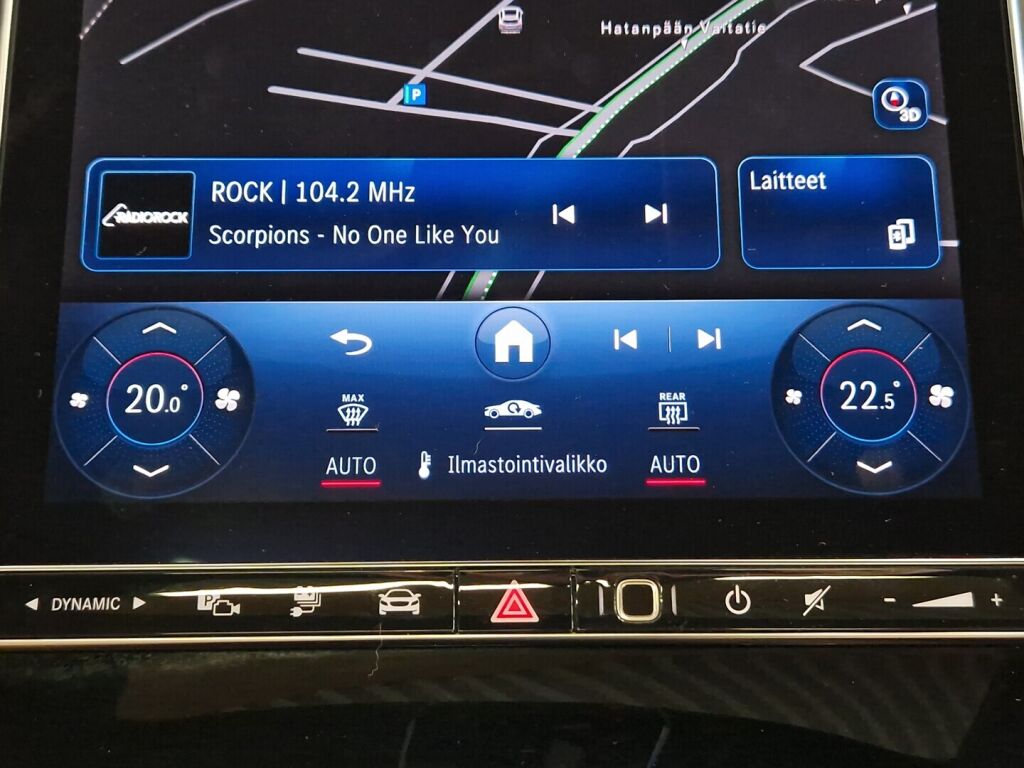 Hatanpään Valtatie
P
3D
ROCK | 104.2 MHz
Laitteet
RADIOROCK
Scorpions - No One Like You
20.0°
22.5°
MAX
REAR
AUTO
Ilmastointivalikko
AUTO
DYNAMIC
P
- +